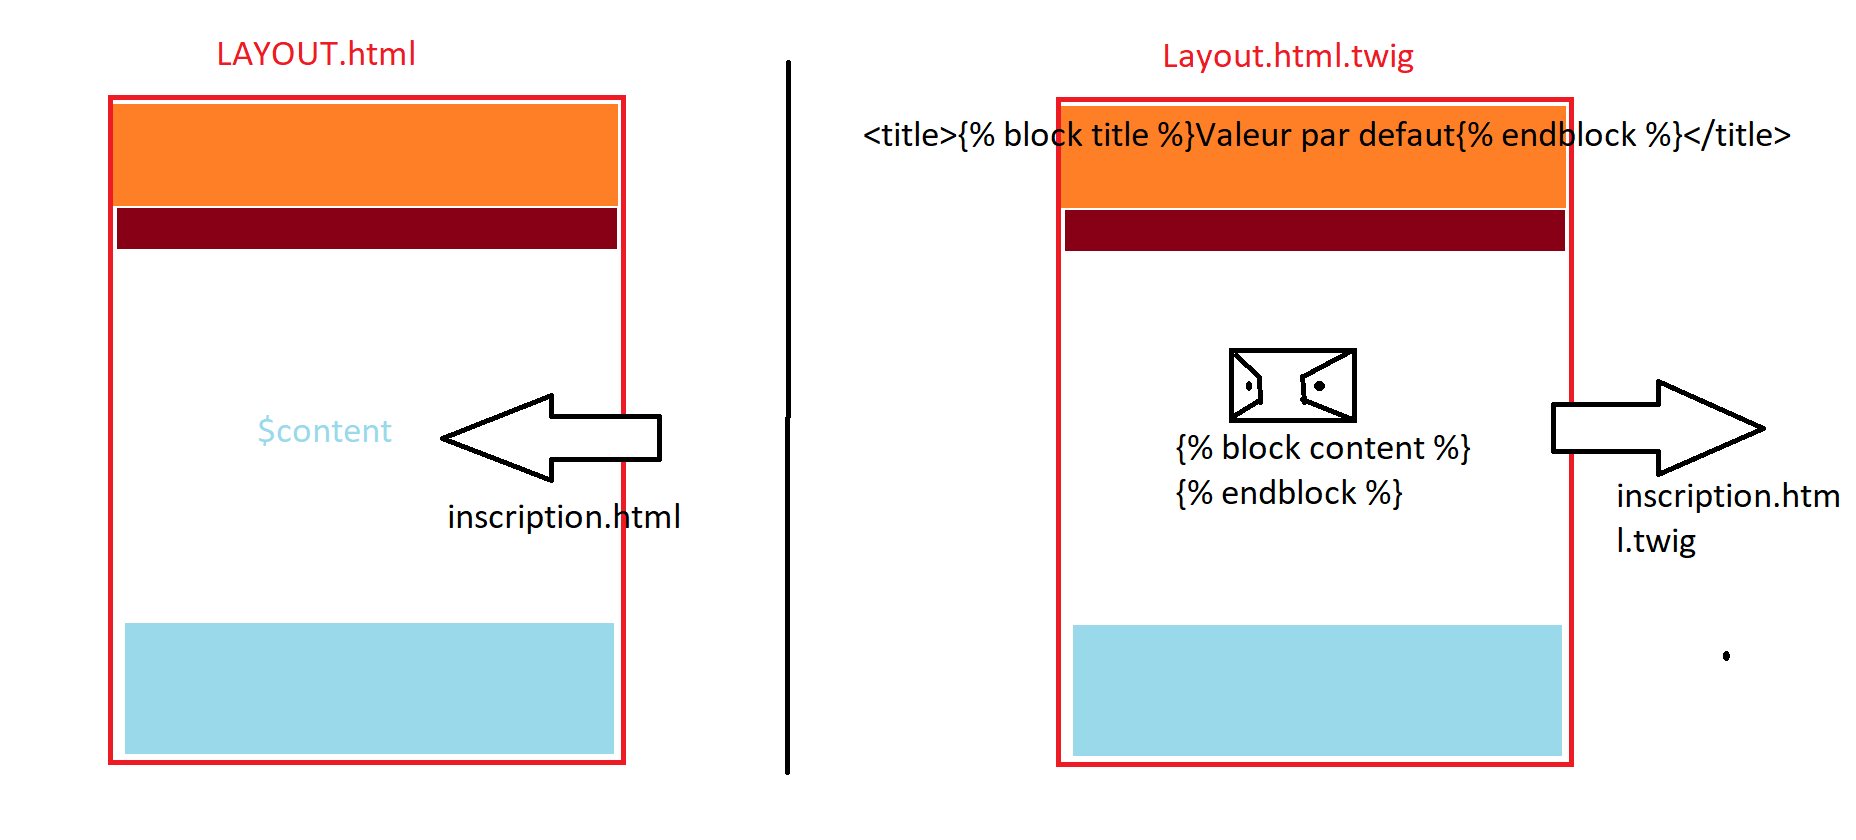 LAYOUT.html
$content
inscription.html
Layout.html.twig
<title>{% block title %}Valeur par defaut{% endblock %}</title>
{% block content %}
{% endblock %}
inscription.htm
l.twig